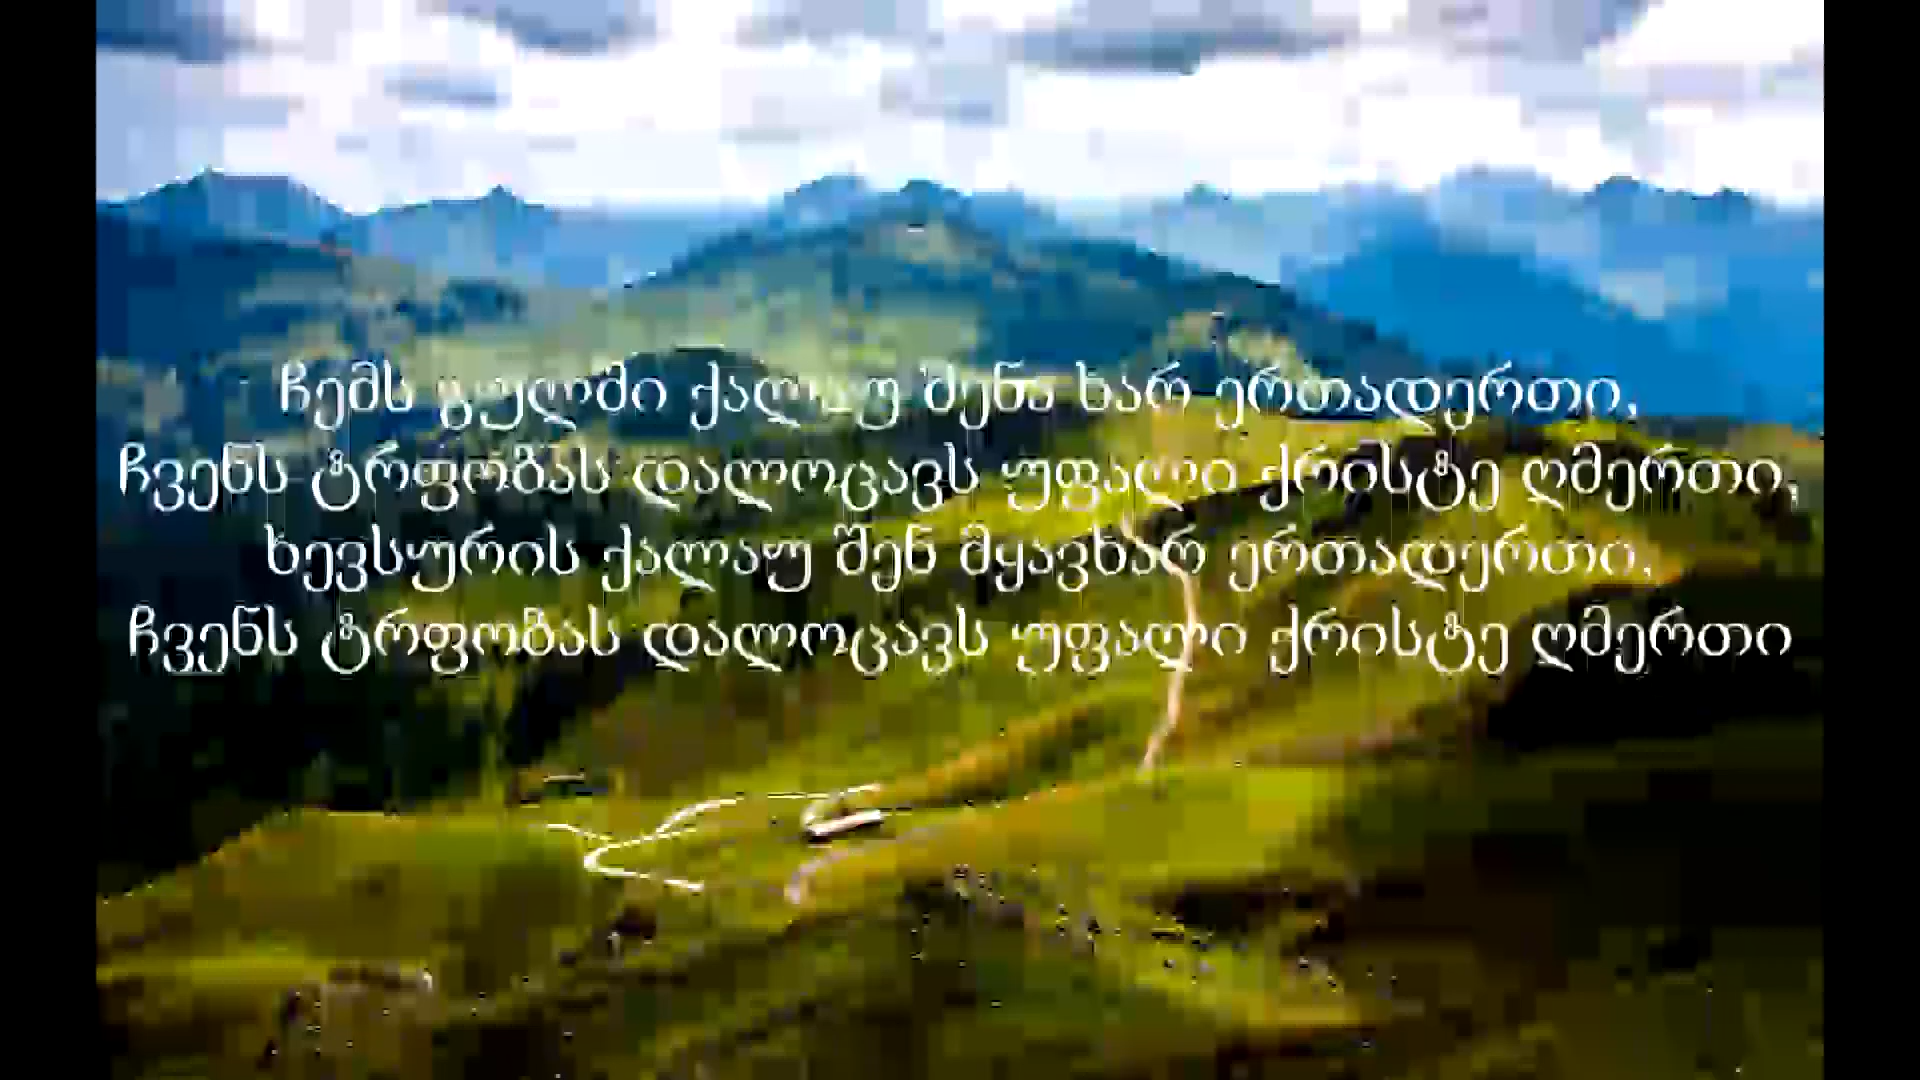 ჩემს გულში ქალაუ შენა ხარ ერთადერთი,
ჩვენს ტრფობას დალოცავს უფალი ქრისტე ღმერთი,
ხევსურის ქალაუ შენ მყავხარ ერთადერთი,
ჩვენს ტრფობას დალოცავს უფალი ქრისტე ღმერთი